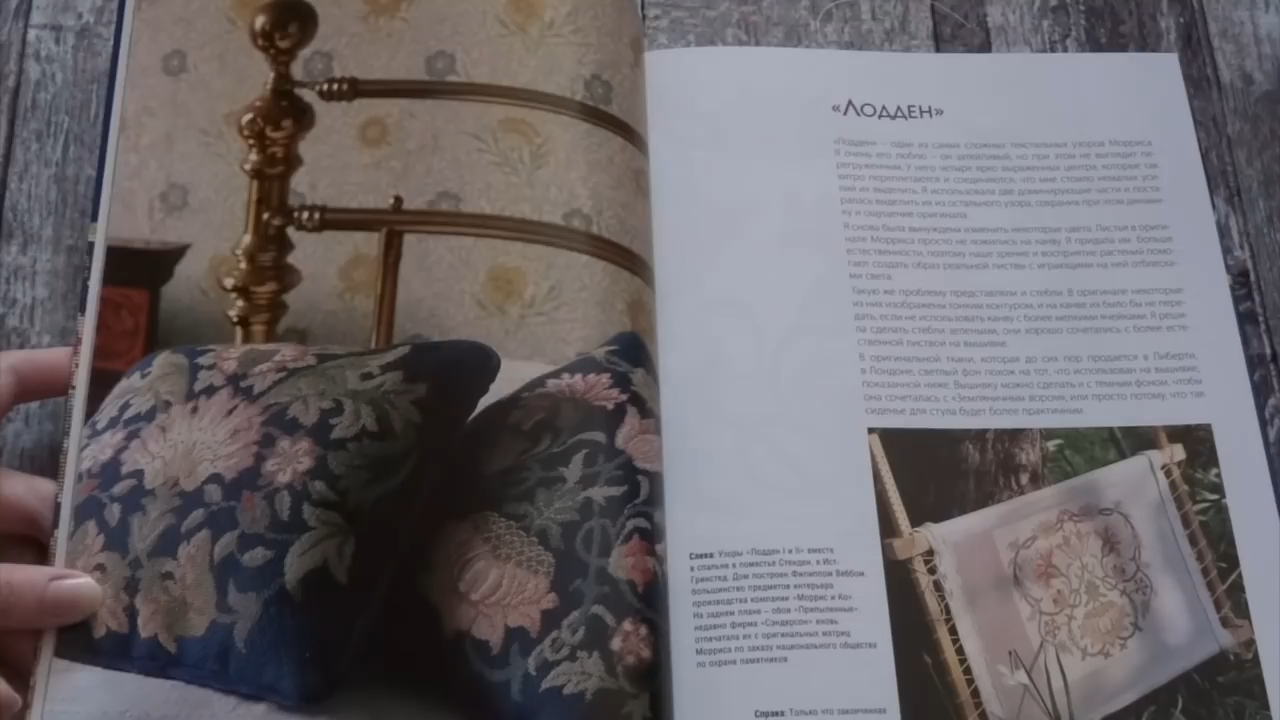 «Лодден»
«Лодден» – один из самых сложных текстильных узоров Морриса.
Я очень его люблю – он затейливый, но при этом не выглядит пе-
регруженным. У него четыре ярко выраженных центра, которые так
хитро переплетаются и соединяются, что мне стоило немалых уси-
лий их выделить. Я использовала две доминирующие части и поста-
ралась выделить их из остального узора, сохранив при этом динами-
ку и ощущение оригинала.
Я снова была вынуждена изменить некоторые цвета. Листья в ориги-
нале Морриса просто не ложились на канву. Я придала им больше
естественности, поэтому наше зрение и восприятие растений помо-
гают создать образ реальной листвы с играющими на ней отблеска-
ми света.
Такую же проблему представляли и стебли. В оригинале некоторые
из них изображены тонким контуром, и на канве их было бы не пере-
дать, если не использовать канву с более мелкими ячейками. Я реши-
ла сделать стебли зелеными, они хорошо сочетались с более есте-
ственной листвой на вышивке.
В оригинальной ткани, которая до сих пор продается в Либерти,
в Лондоне, светлый фон похож на тот, что использован на вышивке,
показанной ниже. Вышивку можно сделать и с темным фоном, чтобы
она сочеталась с «Земляничным вором», или просто потому, что так
сиденье для стула будет более практичным.
Слева: Узоры «Лодден I и II» вместе
в спальне в поместье Стенден, в Ист.
Гринстед. Дом построен Филиппом Веббом,
большинство предметов интерьера
производства компании «Моррис и Ко».
На заднем плане – обои «Припыленные»,
недавно фирма «Сэндерсон» вновь
отпечатала их с оригинальных матриц
Морриса по заказу национального общества
по охране памятников.
Справа: Только что законченная